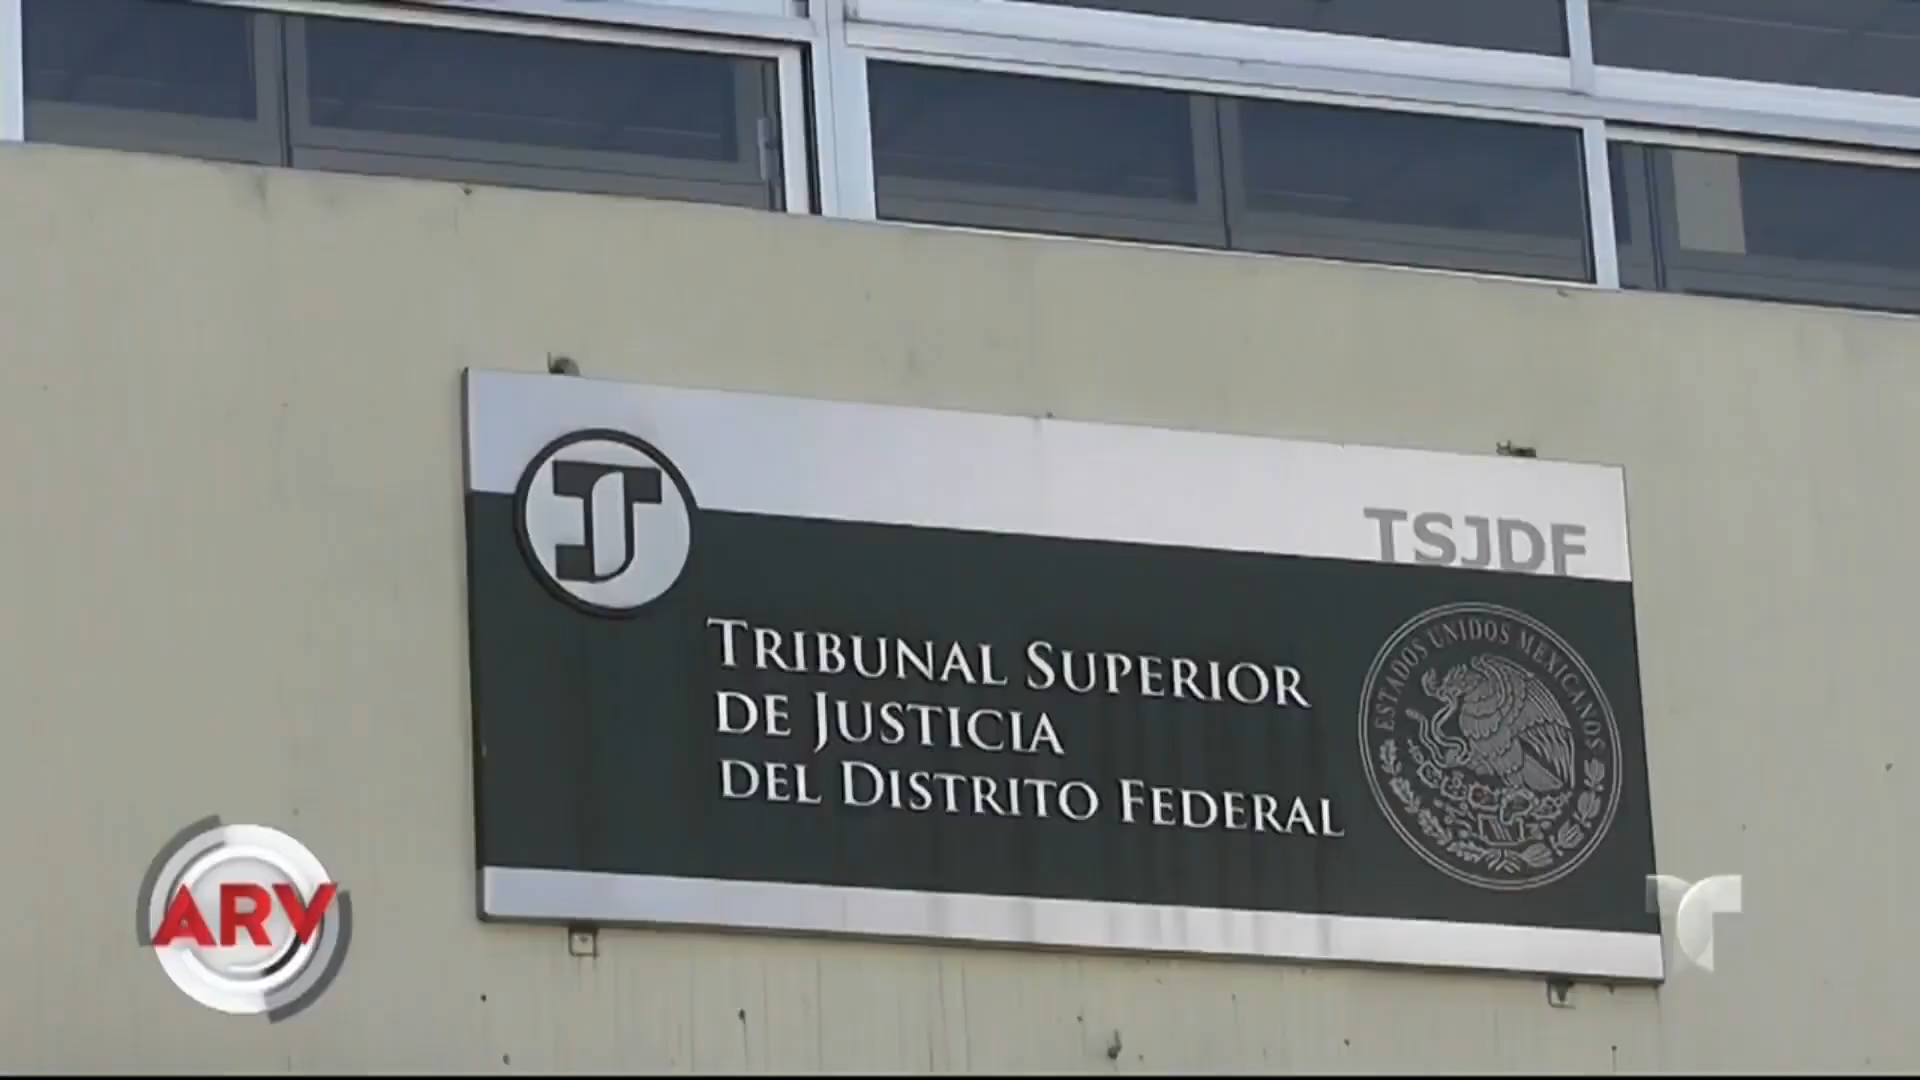 TSJDF
TRIBUNAL SUPERIOR
DE JUSTICIA
DEL DISTRITO FEDERAL
ESTADOS UNIDOS MEXICANOS
ARV